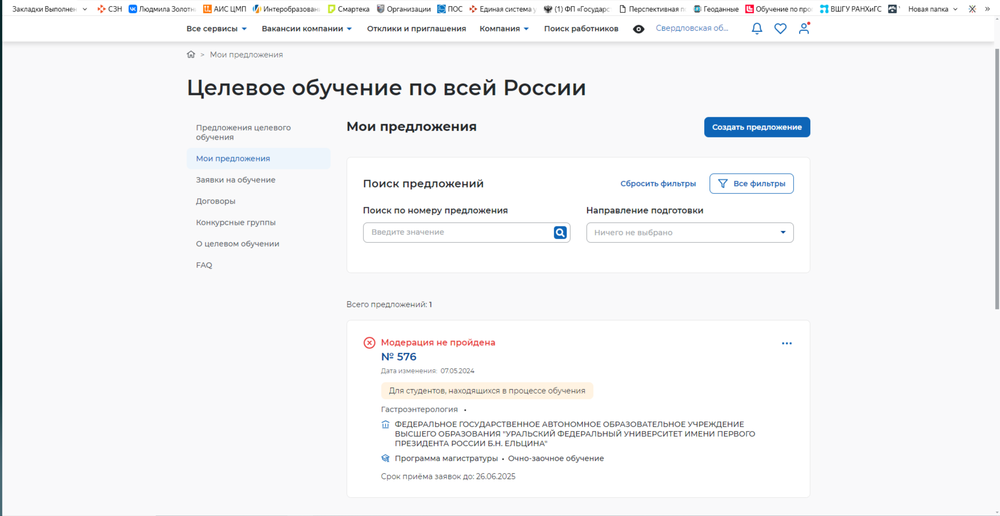 Закладки Выполнен СЗН Людмила Золотн АИС ЦМП Интеробразован Смартека Организации ПОС Единая система у (1) ФП «Государс Перспективная п Геоданные Обучение по прог ВШГУ РАНХиГС Новая папка »
Все сервисы Вакансии компании Отклики и приглашения Компания Поиск работников Свердловская об...
> Мои предложения
Целевое обучение по всей России
Предложения целевого
обучения
Мои предложения
Заявки на обучение
Договоры
Конкурсные группы
О целевом обучении
FAQ
Мои предложения
Создать предложение
Поиск предложений
Сбросить фильтры
Все фильтры
Поиск по номеру предложения
Направление подготовки
Введите значение
Ничего не выбрано
Всего предложений: 1
Модерация не пройдена
...
№ 576
Дата изменения: 07.05.2024
Для студентов, находящихся в процессе обучения
Гастроэнтерология •
ФЕДЕРАЛЬНОЕ ГОСУДАРСТВЕННОЕ АВТОНОМНОЕ ОБРАЗОВАТЕЛЬНОЕ УЧРЕЖДЕНИЕ
ВЫСШЕГО ОБРАЗОВАНИЯ "УРАЛЬСКИЙ ФЕДЕРАЛЬНЫЙ УНИВЕРСИТЕТ ИМЕНИ ПЕРВОГО
ПРЕЗИДЕНТА РОССИИ Б.Н. ЕЛЬЦИНА"
Программа магистратуры • Очно-заочное обучение
Срок приёма заявок до: 26.06.2025